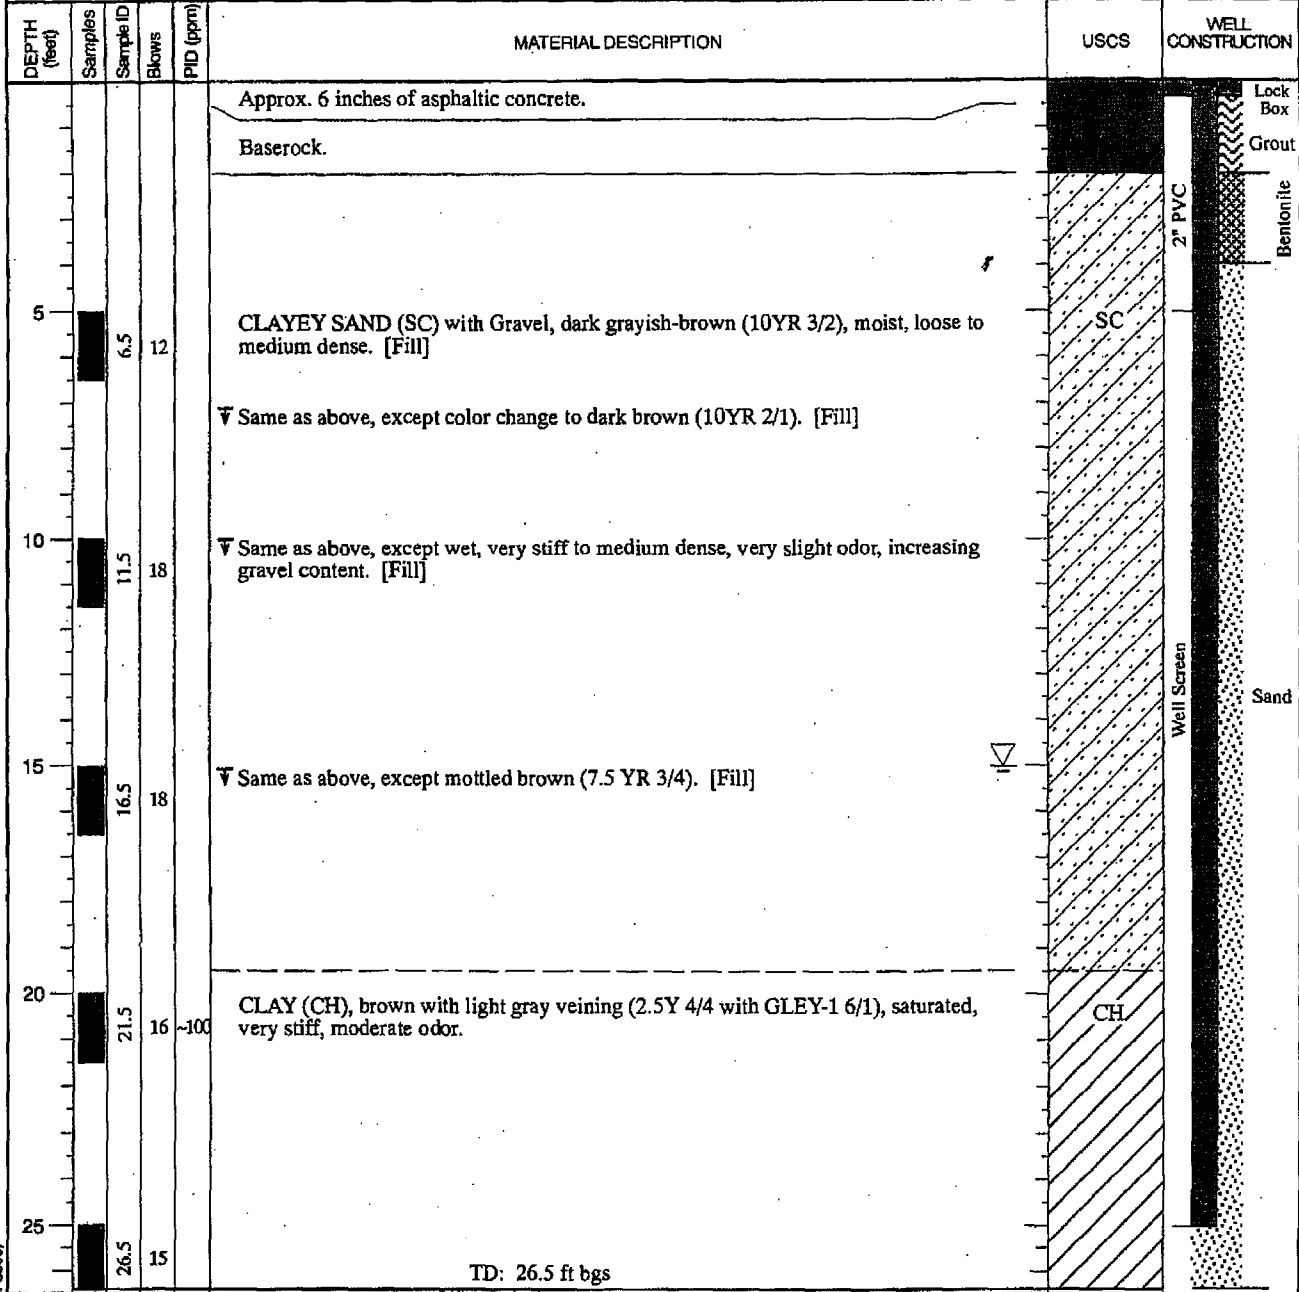 DEPTH (feet)
Samples
Sample ID
Blows
PID (ppm)
MATERIAL DESCRIPTION
USCS
WELL CONSTRUCTION
Approx. 6 inches of asphaltic concrete.
Lock
Box
Baserock.
Grout
2" PVC
Bentonite
5
6.5
12
CLAYEY SAND (SC) with Gravel, dark grayish-brown (10YR 3/2), moist, loose to
medium dense. [Fill]
SC
Same as above, except color change to dark brown (10YR 2/1). [Fill]
10
11.5
18
Same as above, except wet, very stiff to medium dense, very slight odor, increasing
gravel content. [Fill]
Well Screen
Sand
15
16.5
18
Same as above, except mottled brown (7.5 YR 3/4). [Fill]
20
21.5
16
~100
CLAY (CH), brown with light gray veining (2.5Y 4/4 with GLEY-1 6/1), saturated,
very stiff, moderate odor.
CH
25
26.5
15
TD: 26.5 ft bgs